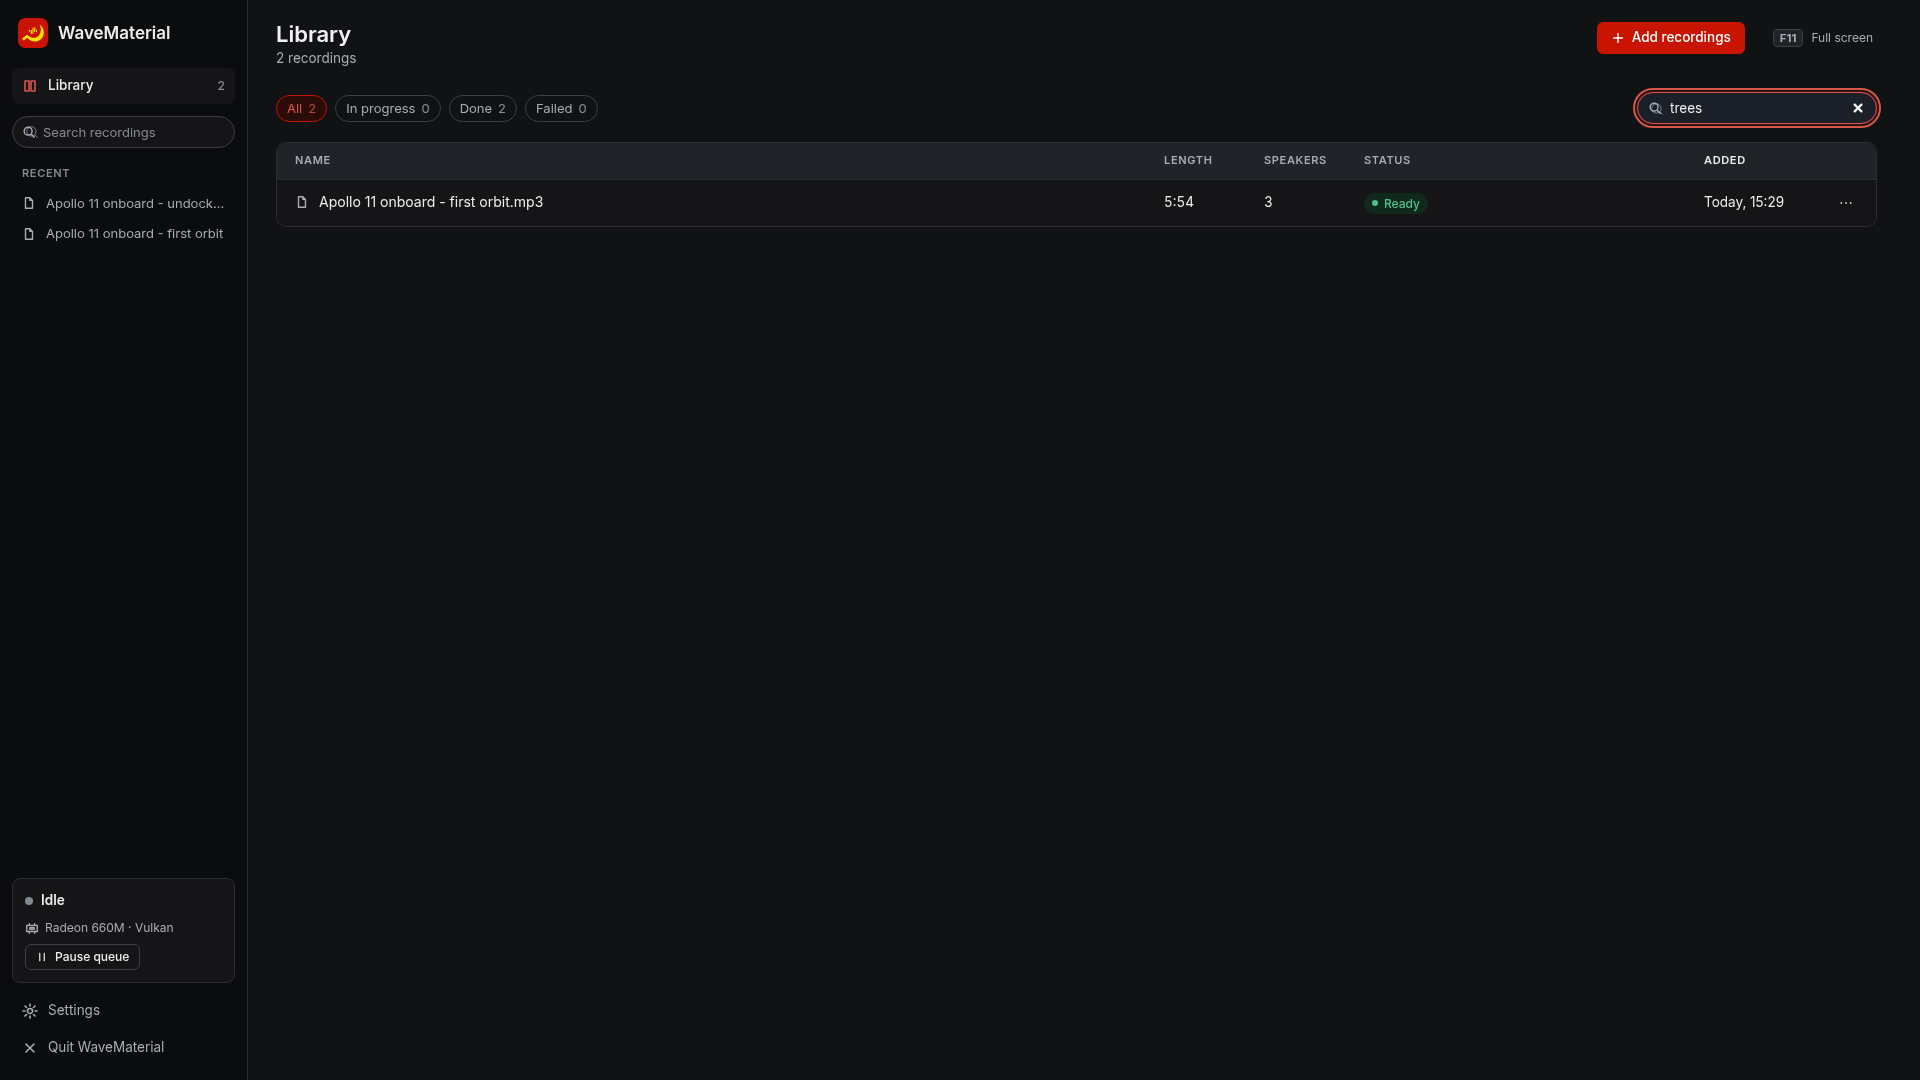 WaveMaterial
Library 2
Search recordings
RECENT
Apollo 11 onboard - undock...
Apollo 11 onboard - first orbit
Idle
Radeon 660M · Vulkan
Pause queue
Settings
Quit WaveMaterial
Library
2 recordings
Add recordings
F11 Full screen
All 2 In progress 0 Done 2 Failed 0
trees
NAME LENGTH SPEAKERS STATUS ADDED
Apollo 11 onboard - first orbit.mp3 5:54 3 Ready Today, 15:29